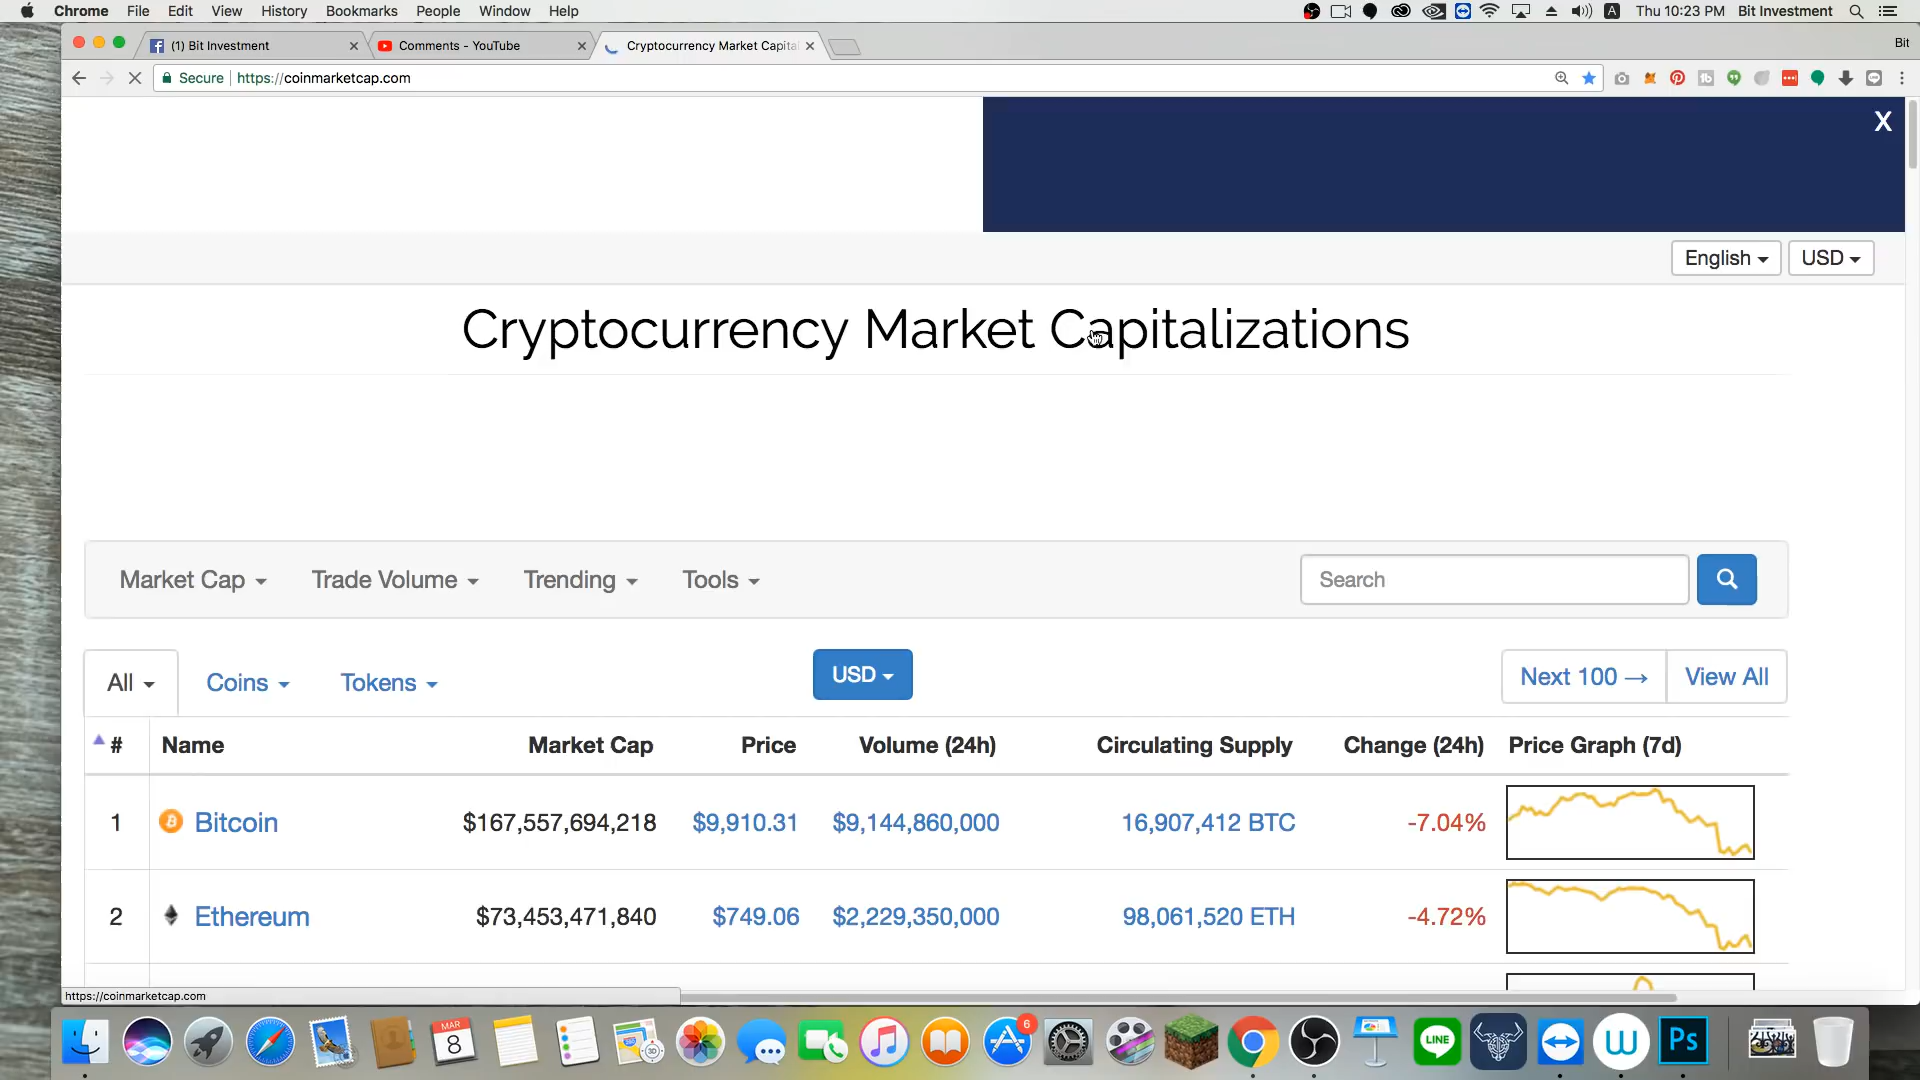 Chrome File Edit View History Bookmarks People Window Help
A Thu 10:23 PM Bit Investment
(1) Bit Investment
Comments - YouTube
Cryptocurrency Market Capita
Bit
Secure https://coinmarketcap.com
X
English USD
Cryptocurrency Market Capitalizations
Market Cap Trade Volume Trending Tools Search
All Coins Tokens USD Next 100 → View All
# Name Market Cap Price Volume (24h) Circulating Supply Change (24h) Price Graph (7d)
1 Bitcoin $167,557,694,218 $9,910.31 $9,144,860,000 16,907,412 BTC -7.04%
2 Ethereum $73,453,471,840 $749.06 $2,229,350,000 98,061,520 ETH -4.72%
https://coinmarketcap.com
MAR
8
3D
6
LINE
W
Ps